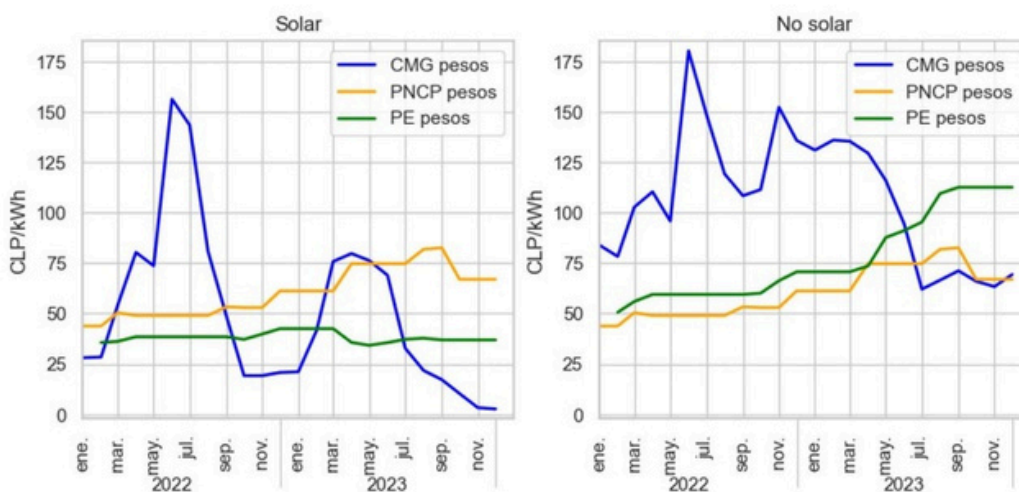 Solar
175
150
125
100
75
50
25
0
CLP/kWh
CMG pesos
PNCP pesos
PE pesos
ene.
mar.
may.
jul.
sep.
nov.
ene.
mar.
may.
jul.
sep.
nov.
2022
2023
No solar
175
150
125
100
75
50
25
0
CLP/kWh
CMG pesos
PNCP pesos
PE pesos
ene.
mar.
may.
jul.
sep.
nov.
ene.
mar.
may.
jul.
sep.
nov.
2022
2023